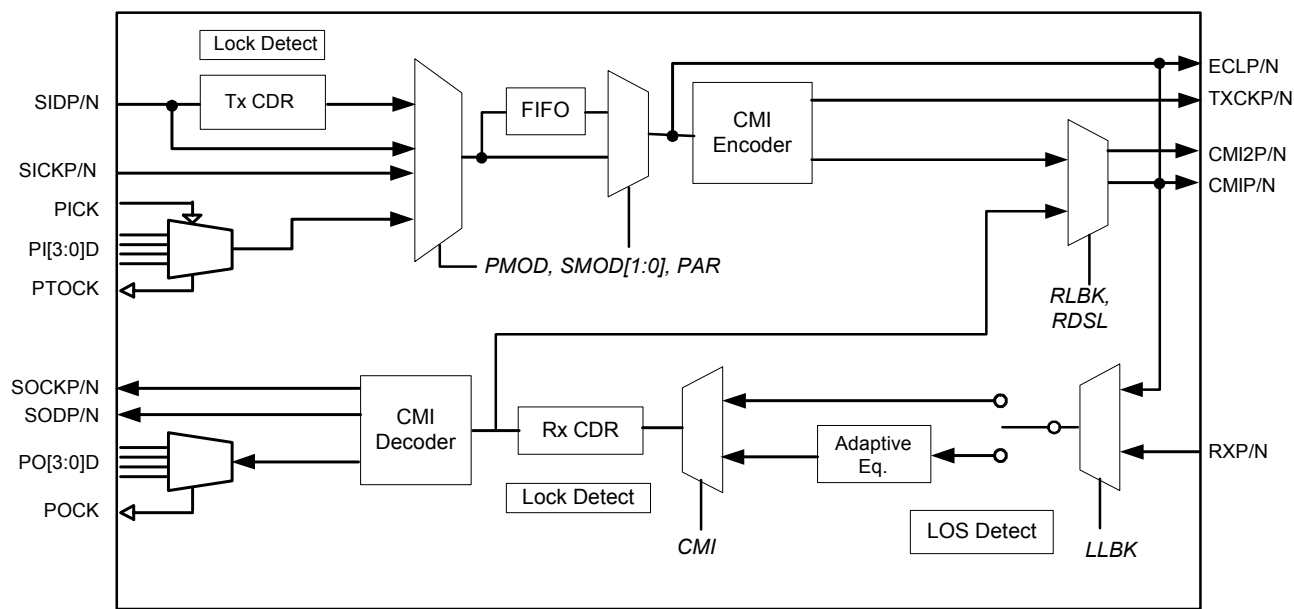 Lock Detect
SIDP/N
Tx CDR
FIFO
CMI
Encoder
ECLP/N
TXCKP/N
CMI2P/N
CMIP/N
SICKP/N
PICK
PI[3:0]D
PTOCK
PMOD, SMOD[1:0], PAR
RLBK,
RDSL
SOCKP/N
SODP/N
PO[3:0]D
POCK
CMI
Decoder
Rx CDR
Lock Detect
CMI
Adaptive
Eq.
LOS Detect
LLBK
RXP/N